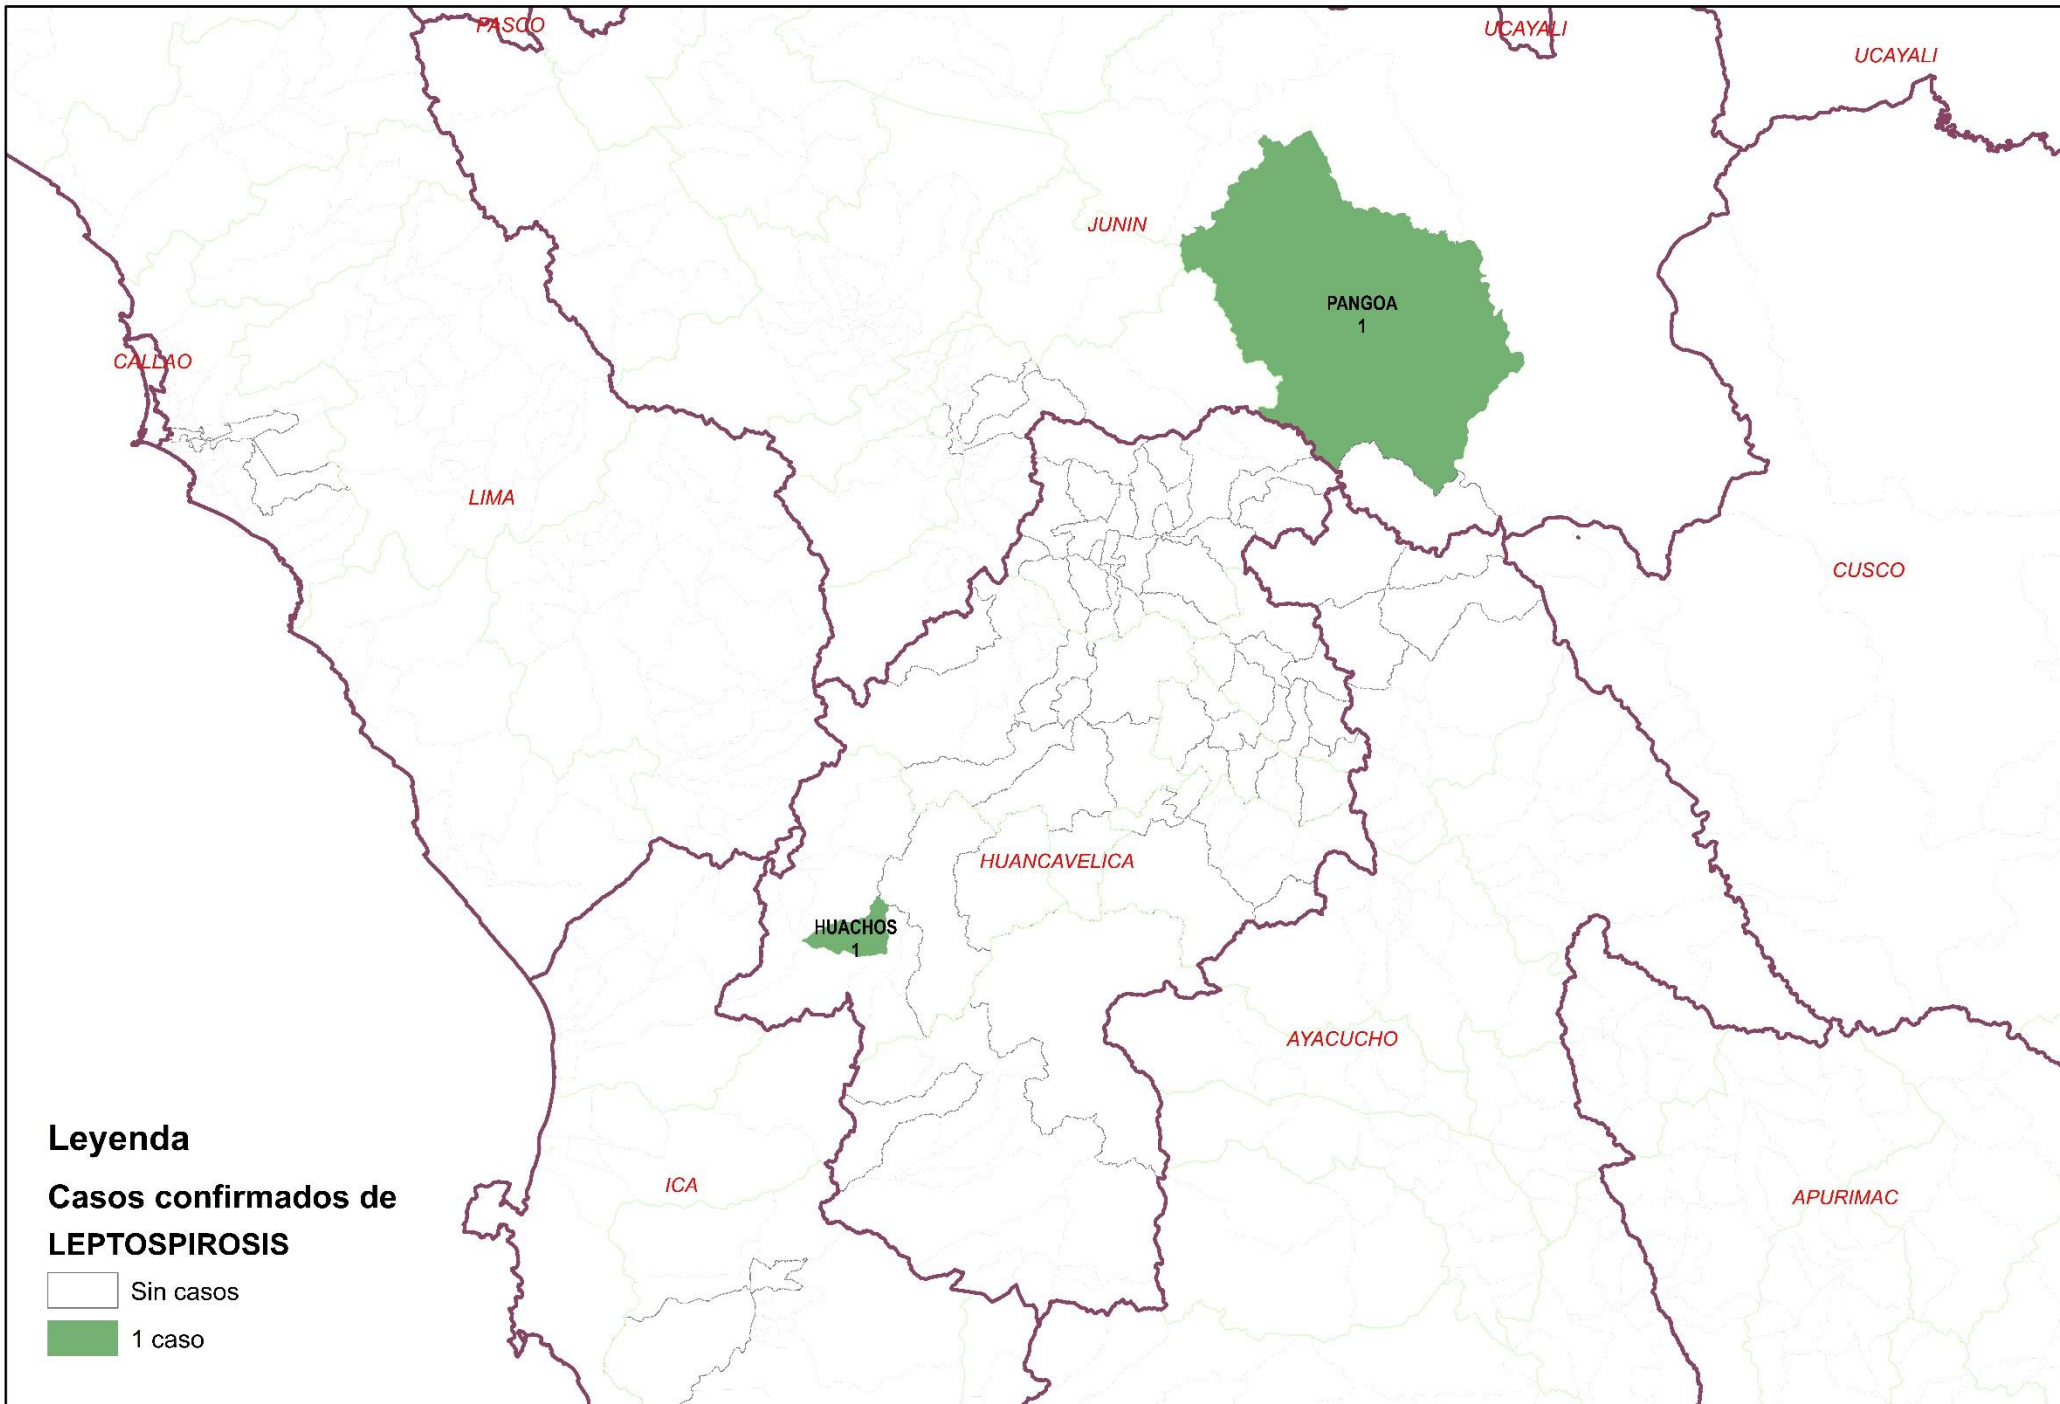 PASCO
UCAYALI
UCAYALI
JUNIN
PANGOA
1
CALLAO
LIMA
CUSCO
HUANCAVELICA
HUACHOS
1
AYACUCHO
ICA
APURIMAC
Leyenda
Casos confirmados de
LEPTOSPIROSIS
Sin casos
1 caso